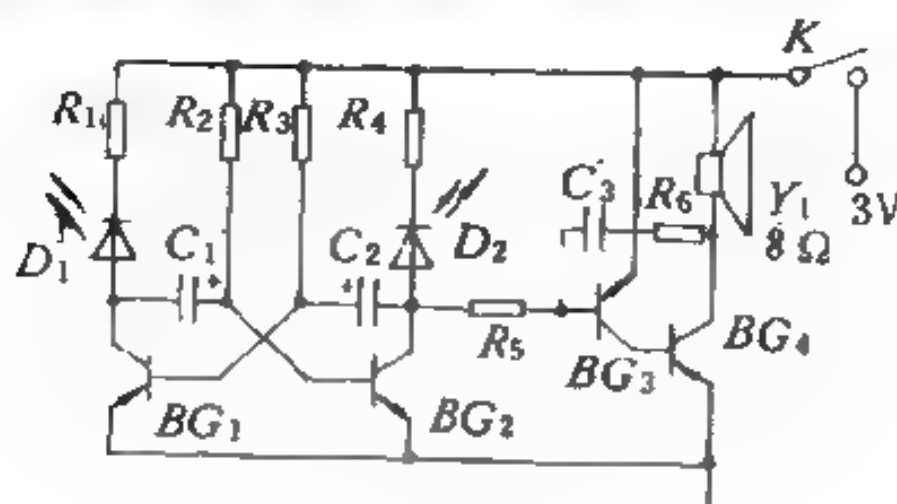 K
R₁ R₂ R₃ R₄
C₃ R₆ Y₁ 8 Ω 3V
D₁ C₁ + C₂ + D₂
R₅ BG₃ BG₄
BG₁ BG₂